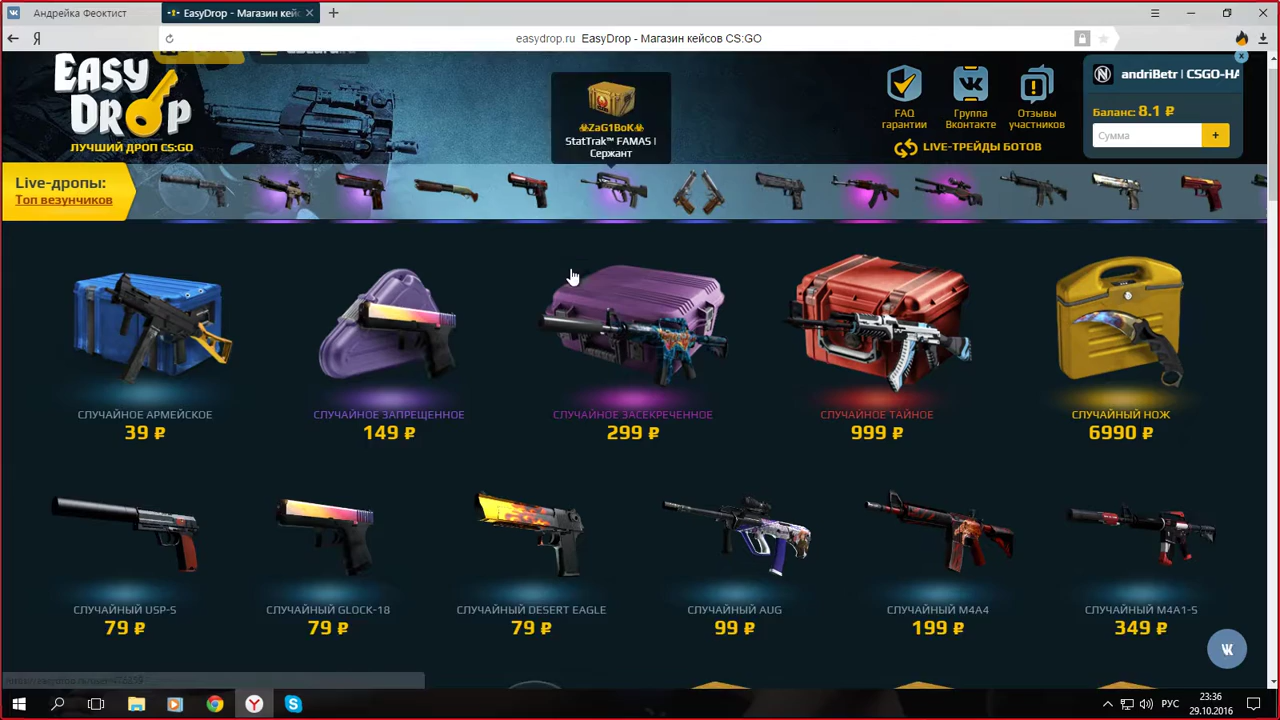 Андрейка Феоктист
EasyDrop - Магазин кейс
easydrop.ru EasyDrop - Магазин кейсов CS:GO
EASY
DROP
ЛУЧШИЙ ДРОП CS:GO
☣ZaG1BoK☣
StatTrak™ FAMAS |
Сержант
FAQ
гарантии
Группа
Вконтакте
Отзывы
участников
LIVE-ТРЕЙДЫ БОТОВ
andriBetr | CSGO-HA
Баланс: 8.1 ₽
Сумма
+
Live-дропы:
Топ везунчиков
СЛУЧАЙНОЕ АРМЕЙСКОЕ
39 ₽
СЛУЧАЙНОЕ ЗАПРЕЩЕННОЕ
149 ₽
СЛУЧАЙНОЕ ЗАСЕКРЕЧЕННОЕ
299 ₽
СЛУЧАЙНОЕ ТАЙНОЕ
999 ₽
СЛУЧАЙНЫЙ НОЖ
6990 ₽
СЛУЧАЙНЫЙ USP-S
79 ₽
СЛУЧАЙНЫЙ GLOCK-18
79 ₽
СЛУЧАЙНЫЙ DESERT EAGLE
79 ₽
СЛУЧАЙНЫЙ AUG
99 ₽
СЛУЧАЙНЫЙ M4A4
199 ₽
СЛУЧАЙНЫЙ M4A1-S
349 ₽
РУС
23:36
29.10.2016